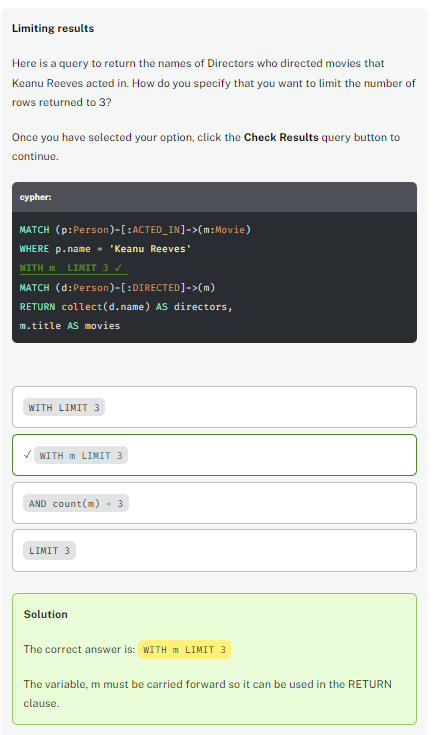 Limiting results
Here is a query to return the names of Directors who directed movies that
Keanu Reeves acted in. How do you specify that you want to limit the number of
rows returned to 3?
Once you have selected your option, click the Check Results query button to
continue.
cypher:
MATCH (p:Person)-[:ACTED_IN]->(m:Movie)
WHERE p.name = 'Keanu Reeves'
WITH m  LIMIT 3 ✓
MATCH (d:Person)-[:DIRECTED]->(m)
RETURN collect(d.name) AS directors,
m.title AS movies
WITH LIMIT 3
✓ WITH m LIMIT 3
AND count(m) = 3
LIMIT 3
Solution
The correct answer is: WITH m LIMIT 3
The variable, m must be carried forward so it can be used in the RETURN
clause.